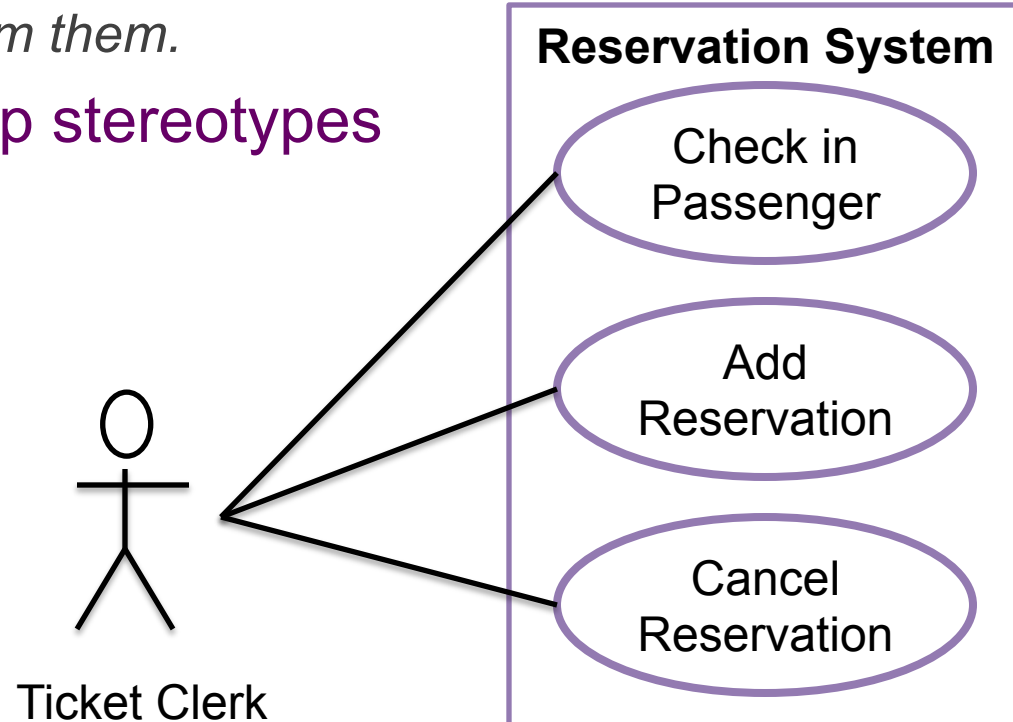 m them.
p stereotypes
Reservation System
Check in
Passenger
Add
Reservation
Cancel
Reservation
Ticket Clerk